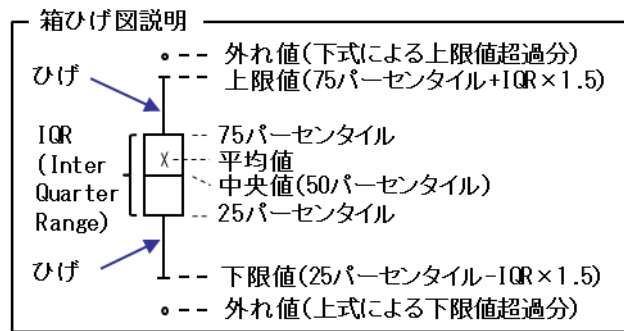 箱ひげ図説明
外れ値(下式による上限値超過分)
ひげ
上限値(75パーセンタイル+IQR×1.5)
IQR
(Inter
Quarter
Range)
75パーセンタイル
X
平均値
中央値(50パーセンタイル)
25パーセンタイル
ひげ
下限値(25パーセンタイル-IQR×1.5)
外れ値(上式による下限値超過分)